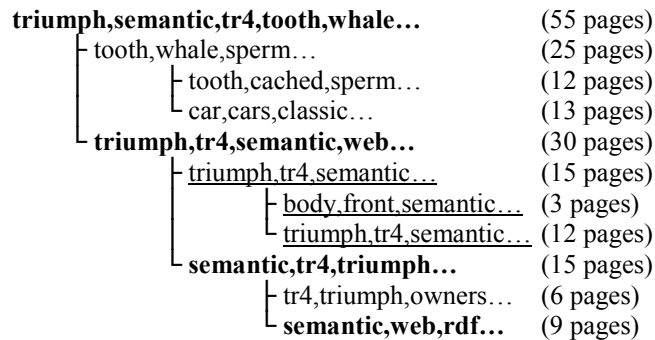 triumph,semantic,tr4,tooth,whale… (55 pages)
tooth,whale,sperm… (25 pages)
tooth,cached,sperm… (12 pages)
car,cars,classic… (13 pages)
triumph,tr4,semantic,web… (30 pages)
triumph,tr4,semantic… (15 pages)
body,front,semantic… (3 pages)
triumph,tr4,semantic… (12 pages)
semantic,tr4,triumph… (15 pages)
tr4,triumph,owners… (6 pages)
semantic,web,rdf… (9 pages)